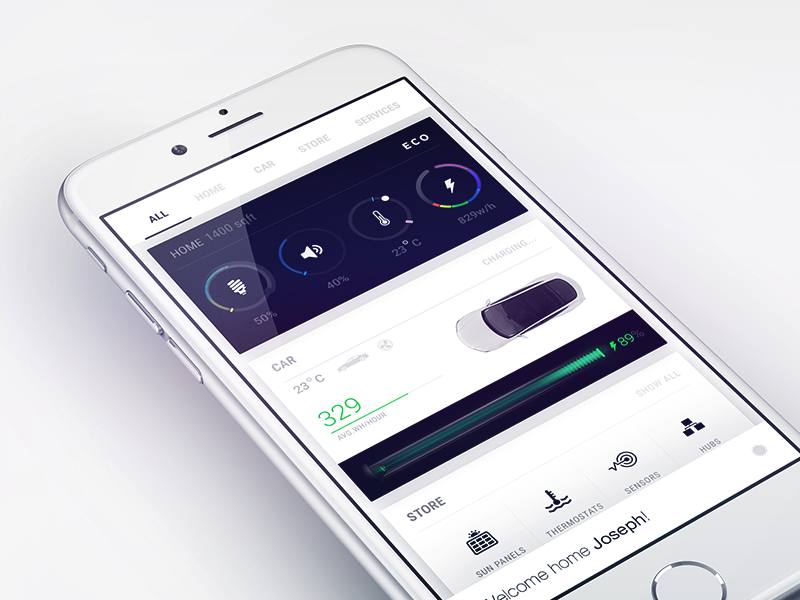 ALL HOME CAR STORE SERVICES
HOME 1400 sqft ECO
50% 40% 23°C 829w/h
CAR CHARGING...
23°C
329
AVG WH/HOUR
89%
STORE SHOW ALL
SUN PANELS THERMOSTATS SENSORS HUBS
Welcome home Joseph!